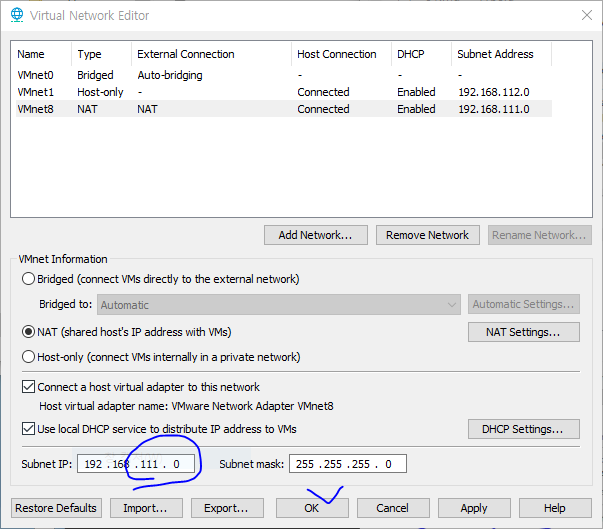 Virtual Network Editor
Name Type External Connection Host Connection DHCP Subnet Address
VMnet0 Bridged Auto-bridging - - -
VMnet1 Host-only - Connected Enabled 192.168.112.0
VMnet8 NAT NAT Connected Enabled 192.168.111.0
Add Network... Remove Network Rename Network...
VMnet Information
Bridged (connect VMs directly to the external network)
Bridged to: Automatic Automatic Settings...
NAT (shared host's IP address with VMs) NAT Settings...
Host-only (connect VMs internally in a private network)
Connect a host virtual adapter to this network
Host virtual adapter name: VMware Network Adapter VMnet8
Use local DHCP service to distribute IP address to VMs DHCP Settings...
Subnet IP: 192 . 168 . 111 . 0 Subnet mask: 255 . 255 . 255 . 0
Restore Defaults Import... Export... OK Cancel Apply Help